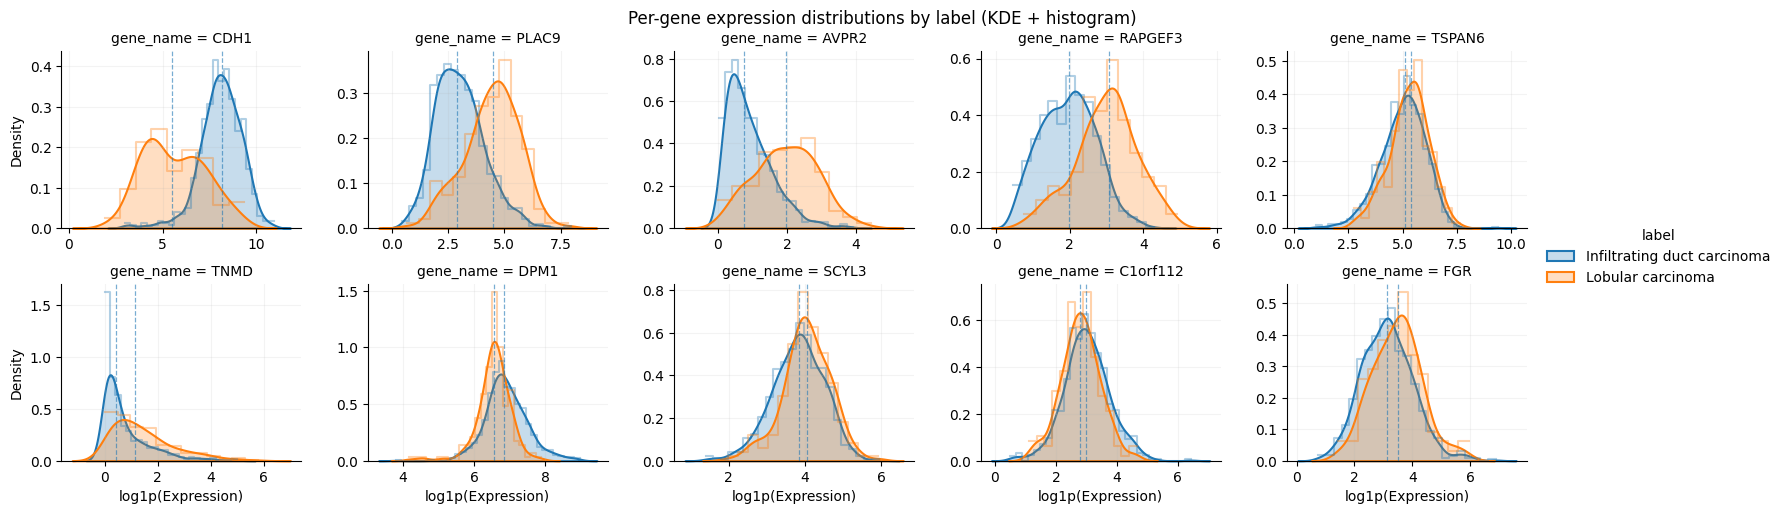 Per-gene expression distributions by label (KDE + histogram)
gene_name = CDH1
gene_name = PLAC9
gene_name = AVPR2
gene_name = RAPGEF3
gene_name = TSPAN6
Density
0.4
0.3
0.2
0.1
0.0
0 5 10
0.3
0.2
0.1
0.0
0.0 2.5 5.0 7.5
0.8
0.6
0.4
0.2
0.0
0 2 4
0.6
0.4
0.2
0.0
0 2 4 6
0.5
0.4
0.3
0.2
0.1
0.0
0.0 2.5 5.0 7.5 10.0
label
Infiltrating duct carcinoma
Lobular carcinoma
gene_name = TNMD
gene_name = DPM1
gene_name = SCYL3
gene_name = C1orf112
gene_name = FGR
Density
1.5
1.0
0.5
0.0
0 2 4 6
log1p(Expression)
1.5
1.0
0.5
0.0
4 6 8
log1p(Expression)
0.8
0.6
0.4
0.2
0.0
2 4 6
log1p(Expression)
0.6
0.4
0.2
0.0
0 2 4 6
log1p(Expression)
0.5
0.4
0.3
0.2
0.1
0.0
0 2 4 6
log1p(Expression)